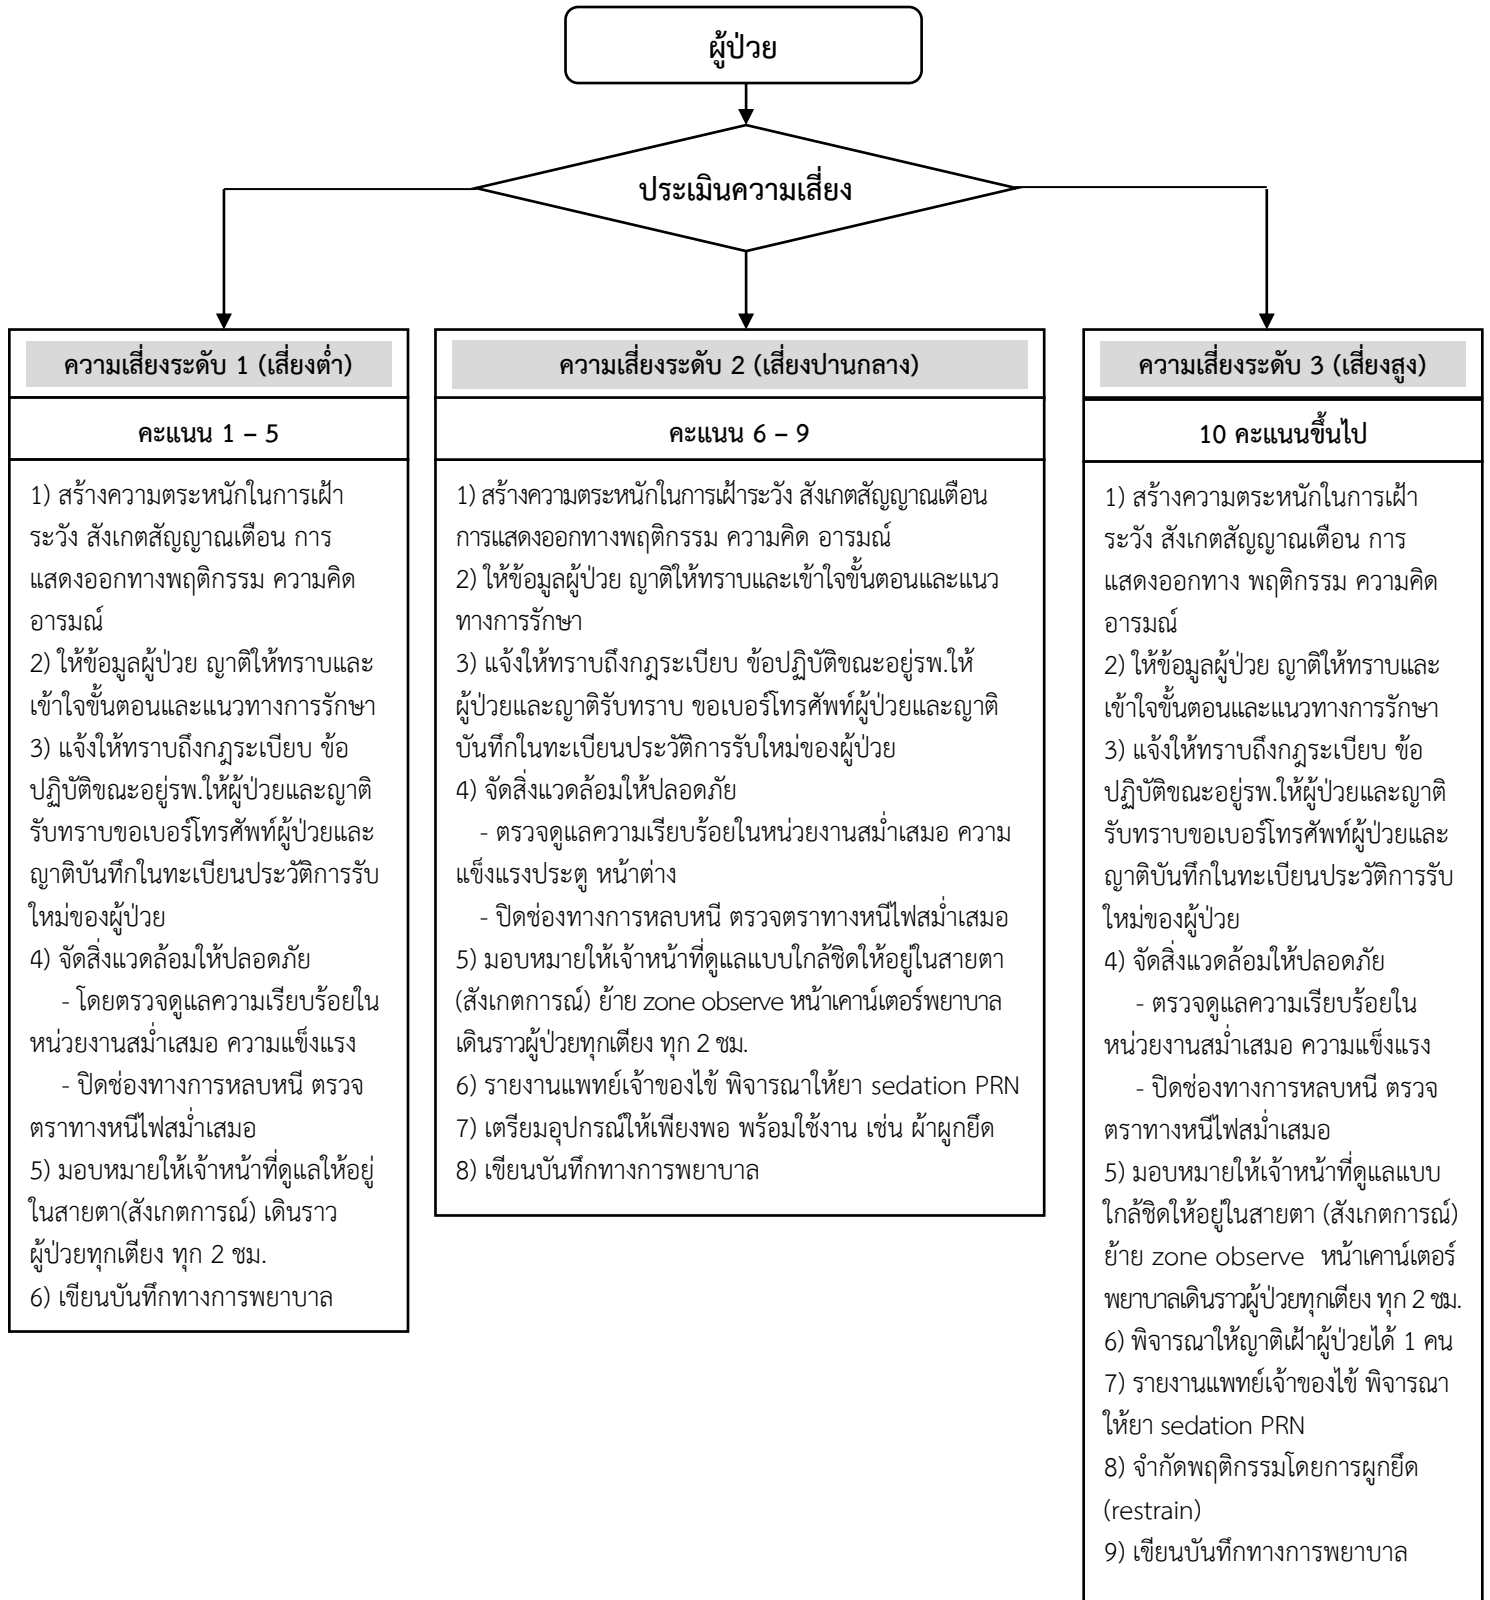 ผู้ป่วย
ประเมินความเสี่ยง
ความเสี่ยงระดับ 1 (เสี่ยงต่ำ)
คะแนน 1 – 5
1) สร้างความตระหนักในการเฝ้า
ระวัง สังเกตสัญญาณเตือน การ
แสดงออกทางพฤติกรรม ความคิด
อารมณ์
2) ให้ข้อมูลผู้ป่วย ญาติให้ทราบและ
เข้าใจขั้นตอนและแนวทางการรักษา
3) แจ้งให้ทราบถึงกฎระเบียบ ข้อ
ปฏิบัติขณะอยู่รพ.ให้ผู้ป่วยและญาติ
รับทราบขอเบอร์โทรศัพท์ผู้ป่วยและ
ญาติบันทึกในทะเบียนประวัติการรับ
ใหม่ของผู้ป่วย
4) จัดสิ่งแวดล้อมให้ปลอดภัย
- โดยตรวจดูแลความเรียบร้อยใน
หน่วยงานสม่ำเสมอ ความแข็งแรง
- ปิดช่องทางการหลบหนี ตรวจ
ตราทางหนีไฟสม่ำเสมอ
5) มอบหมายให้เจ้าหน้าที่ดูแลให้อยู่
ในสายตา(สังเกตการณ์) เดินราว
ผู้ป่วยทุกเตียง ทุก 2 ชม.
6) เขียนบันทึกทางการพยาบาล
ความเสี่ยงระดับ 2 (เสี่ยงปานกลาง)
คะแนน 6 – 9
1) สร้างความตระหนักในการเฝ้าระวัง สังเกตสัญญาณเตือน
การแสดงออกทางพฤติกรรม ความคิด อารมณ์
2) ให้ข้อมูลผู้ป่วย ญาติให้ทราบและเข้าใจขั้นตอนและแนว
ทางการรักษา
3) แจ้งให้ทราบถึงกฎระเบียบ ข้อปฏิบัติขณะอยู่รพ.ให้
ผู้ป่วยและญาติรับทราบ ขอเบอร์โทรศัพท์ผู้ป่วยและญาติ
บันทึกในทะเบียนประวัติการรับใหม่ของผู้ป่วย
4) จัดสิ่งแวดล้อมให้ปลอดภัย
- ตรวจดูแลความเรียบร้อยในหน่วยงานสม่ำเสมอ ความ
แข็งแรงประตู หน้าต่าง
- ปิดช่องทางการหลบหนี ตรวจตราทางหนีไฟสม่ำเสมอ
5) มอบหมายให้เจ้าหน้าที่ดูแลแบบใกล้ชิดให้อยู่ในสายตา
(สังเกตการณ์) ย้าย zone observe หน้าเคาน์เตอร์พยาบาล
เดินราวผู้ป่วยทุกเตียง ทุก 2 ชม.
6) รายงานแพทย์เจ้าของไข้ พิจารณาให้ยา sedation PRN
7) เตรียมอุปกรณ์ให้เพียงพอ พร้อมใช้งาน เช่น ผ้าผูกยึด
8) เขียนบันทึกทางการพยาบาล
ความเสี่ยงระดับ 3 (เสี่ยงสูง)
10 คะแนนขึ้นไป
1) สร้างความตระหนักในการเฝ้า
ระวัง สังเกตสัญญาณเตือน การ
แสดงออกทาง พฤติกรรม ความคิด
อารมณ์
2) ให้ข้อมูลผู้ป่วย ญาติให้ทราบและ
เข้าใจขั้นตอนและแนวทางการรักษา
3) แจ้งให้ทราบถึงกฎระเบียบ ข้อ
ปฏิบัติขณะอยู่รพ.ให้ผู้ป่วยและญาติ
รับทราบขอเบอร์โทรศัพท์ผู้ป่วยและ
ญาติบันทึกในทะเบียนประวัติการรับ
ใหม่ของผู้ป่วย
4) จัดสิ่งแวดล้อมให้ปลอดภัย
- ตรวจดูแลความเรียบร้อยใน
หน่วยงานสม่ำเสมอ ความแข็งแรง
- ปิดช่องทางการหลบหนี ตรวจ
ตราทางหนีไฟสม่ำเสมอ
5) มอบหมายให้เจ้าหน้าที่ดูแลแบบ
ใกล้ชิดให้อยู่ในสายตา (สังเกตการณ์)
ย้าย zone observe หน้าเคาน์เตอร์
พยาบาลเดินราวผู้ป่วยทุกเตียง ทุก 2 ชม.
6) พิจารณาให้ญาติเฝ้าผู้ป่วยได้ 1 คน
7) รายงานแพทย์เจ้าของไข้ พิจารณา
ให้ยา sedation PRN
8) จำกัดพฤติกรรมโดยการผูกยึด
(restrain)
9) เขียนบันทึกทางการพยาบาล